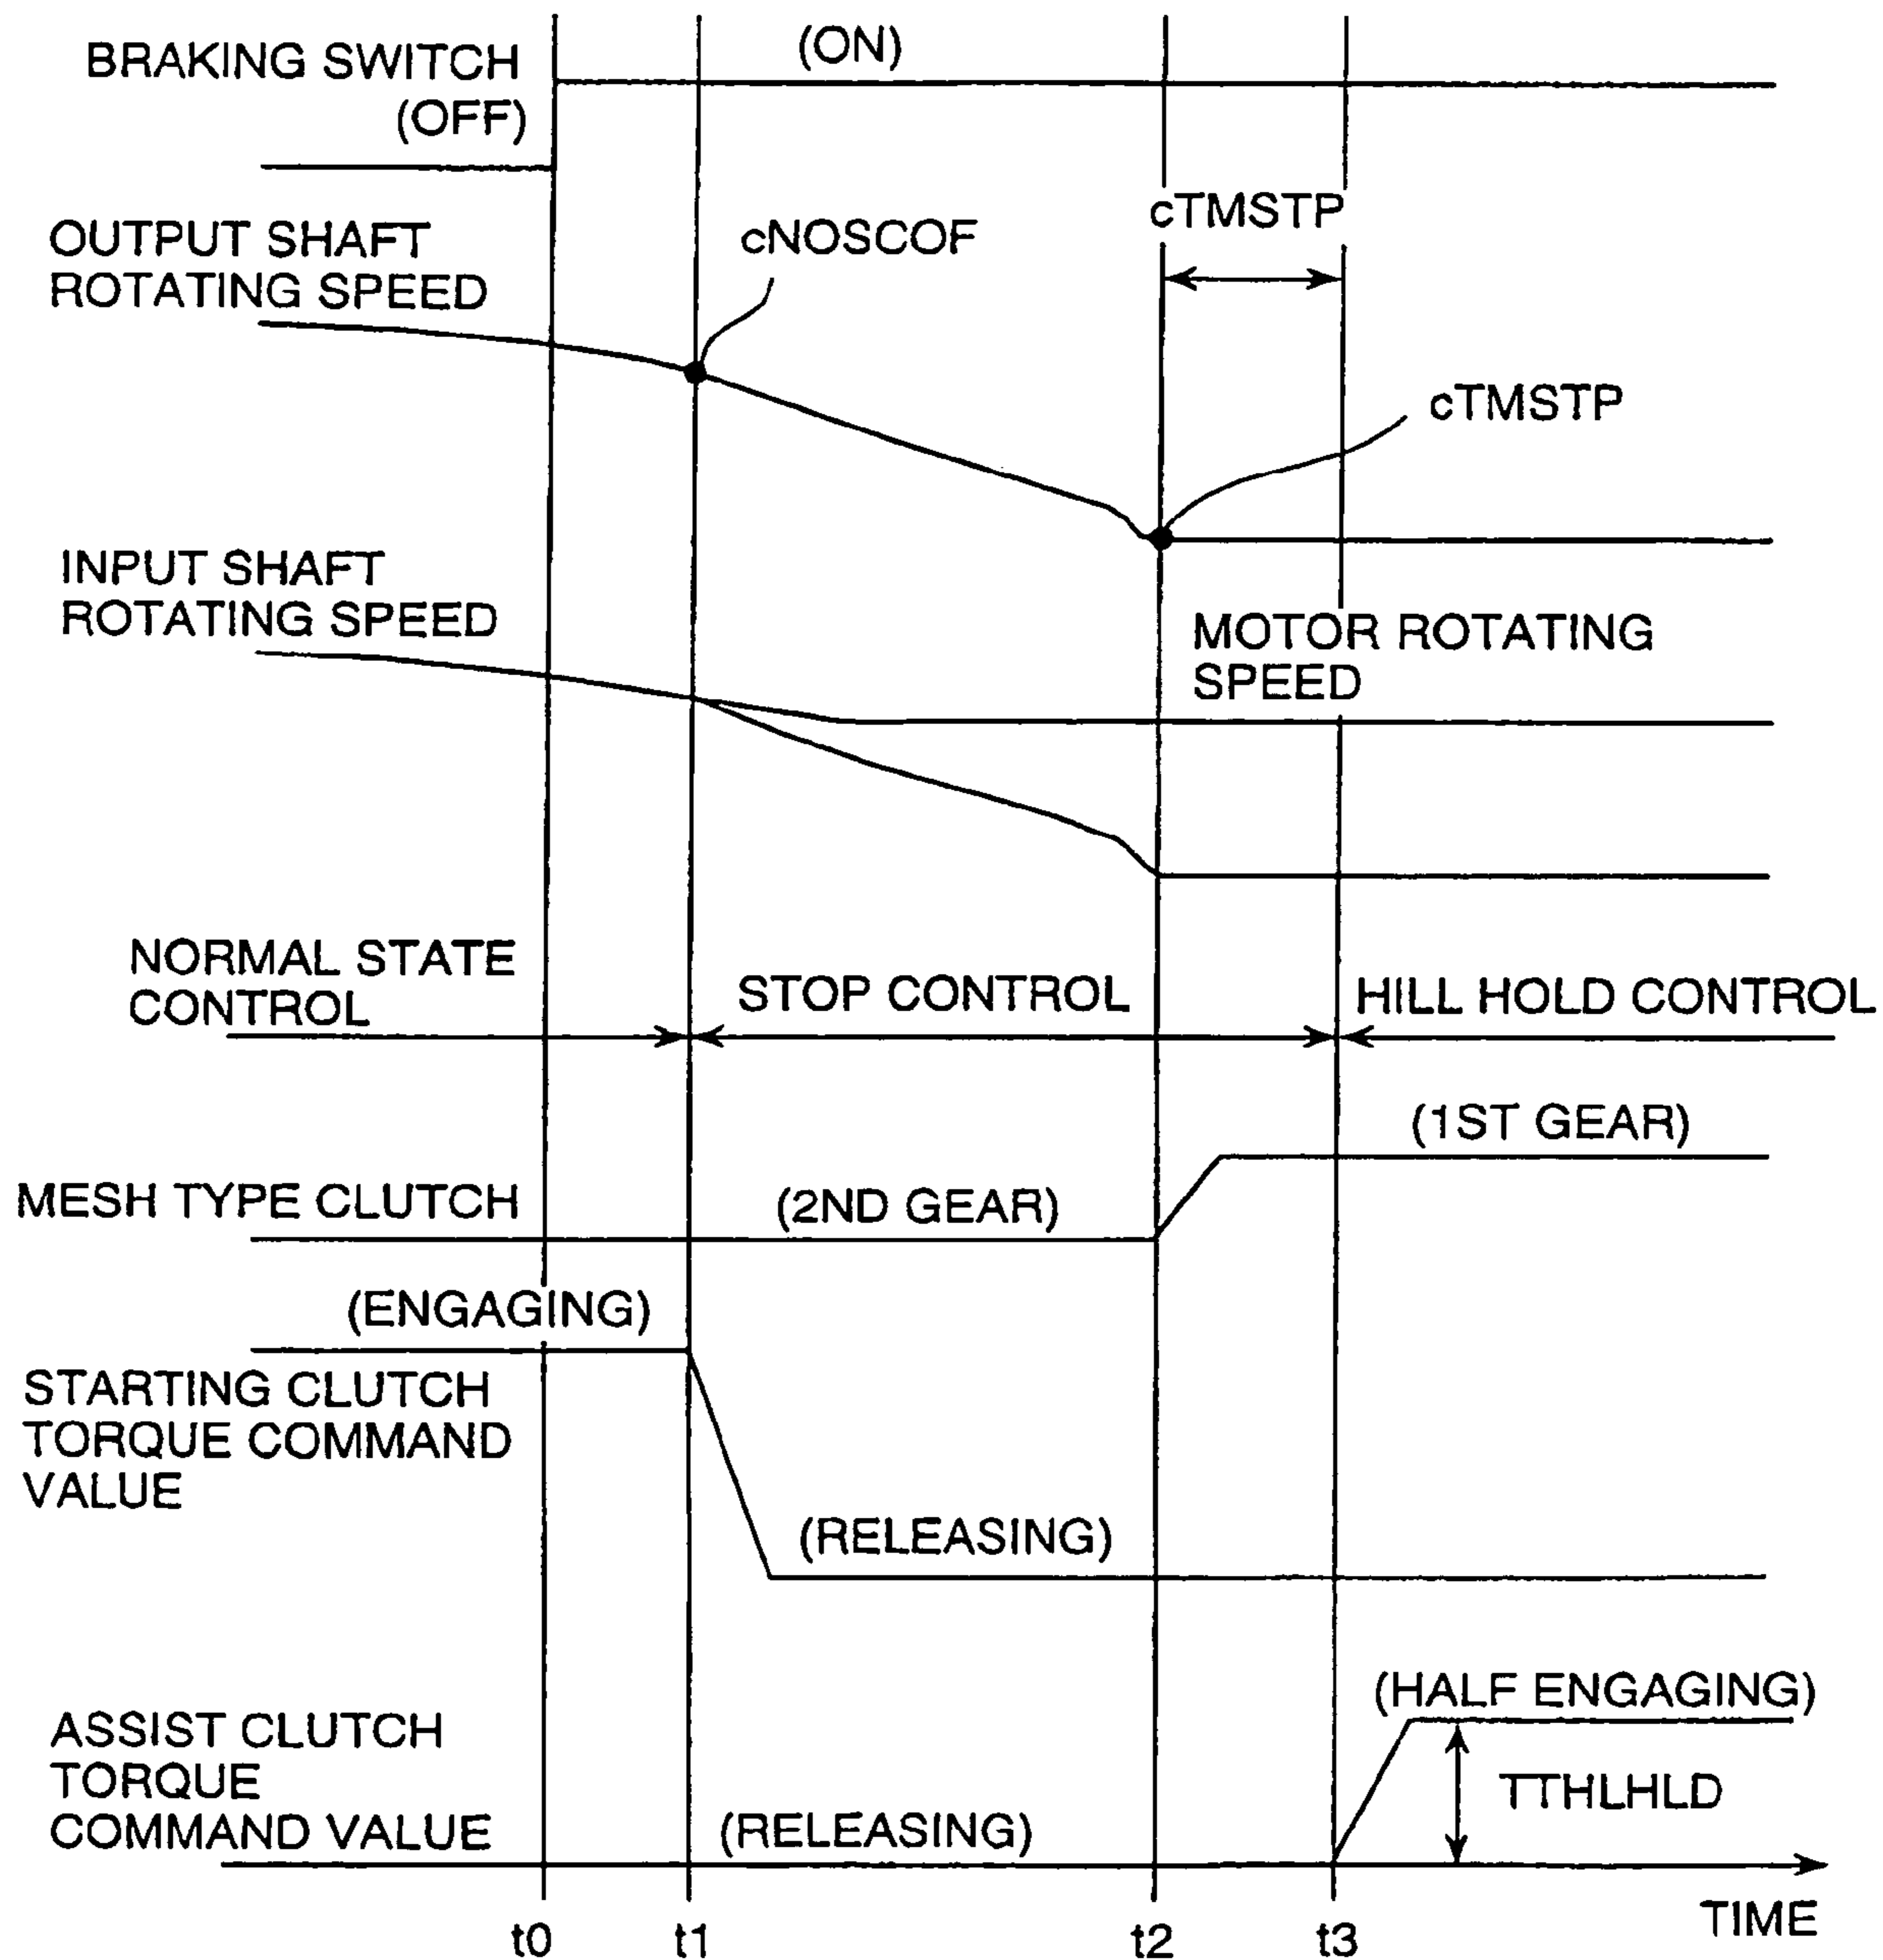 (ON)
BRAKING SWITCH
(OFF)
cTMSTP
OUTPUT SHAFT
ROTATING SPEED
cNOSCOF
cTMSTP
INPUT SHAFT
ROTATING SPEED
MOTOR ROTATING
SPEED
NORMAL STATE
CONTROL
STOP CONTROL
HILL HOLD CONTROL
(1ST GEAR)
MESH TYPE CLUTCH
(2ND GEAR)
(ENGAGING)
STARTING CLUTCH
TORQUE COMMAND
VALUE
(RELEASING)
(HALF ENGAGING)
ASSIST CLUTCH
TORQUE
COMMAND VALUE
(RELEASING)
TTHLHLD
TIME
t0
t1
t2
t3